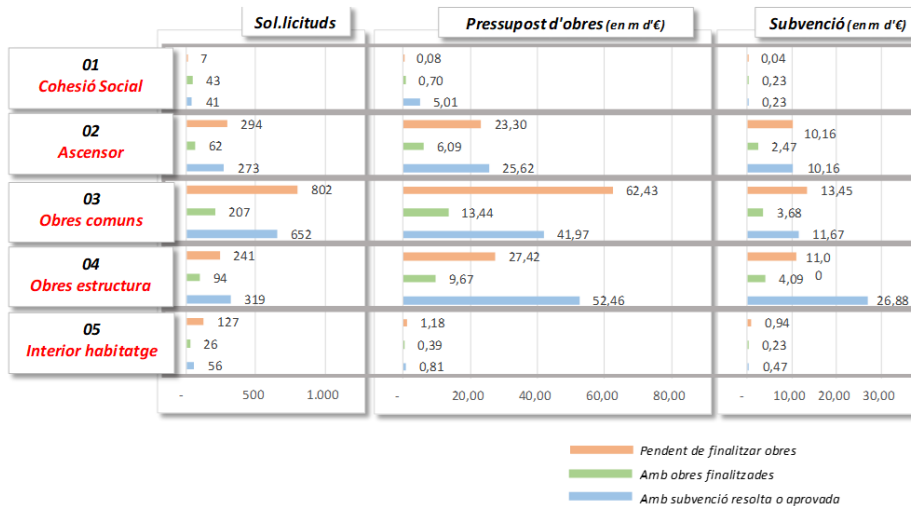 Sol.licituds Pressupost d'obres (en m d'€) Subvenció (en m d'€)
01
Cohesió Social
7 0,08 0,04
43 0,70 0,23
41 5,01 0,23
02
Ascensor
294 23,30 10,16
62 6,09 2,47
273 25,62 10,16
03
Obres comuns
802 62,43 13,45
207 13,44 3,68
652 41,97 11,67
04
Obres estructura
241 27,42 11,0
0
94 9,67 4,09
319 52,46 26,88
05
Interior habitatge
127 1,18 0,94
26 0,39 0,23
56 0,81 0,47
- 500 1.000 - 20,00 40,00 60,00 80,00 - 10,00 20,00 30,00
Pendent de finalitzar obres
Amb obres finalitzades
Amb subvenció resolta o aprovada